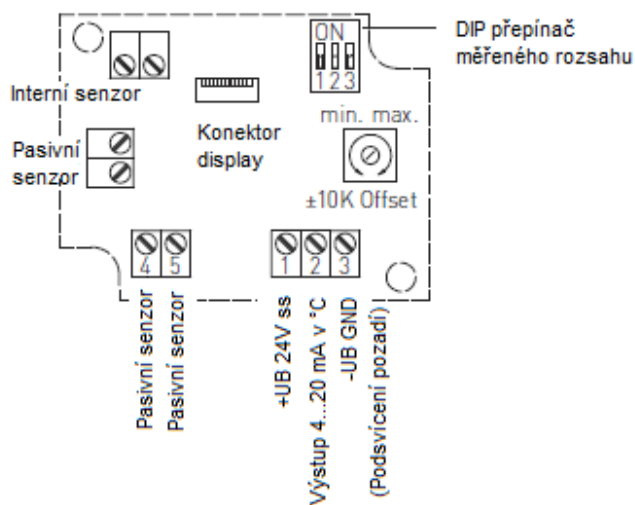 ON
1 2 3
DIP přepínač
měřeného rozsahu
Interní senzor
Konektor
display
min. max.
Pasivní
senzor
±10K Offset
4 5
1 2 3
Pasivní senzor
Pasivní senzor
+UB 24V ss
Výstup 4...20 mA v °C
-UB GND
(Podsvícení pozadí)